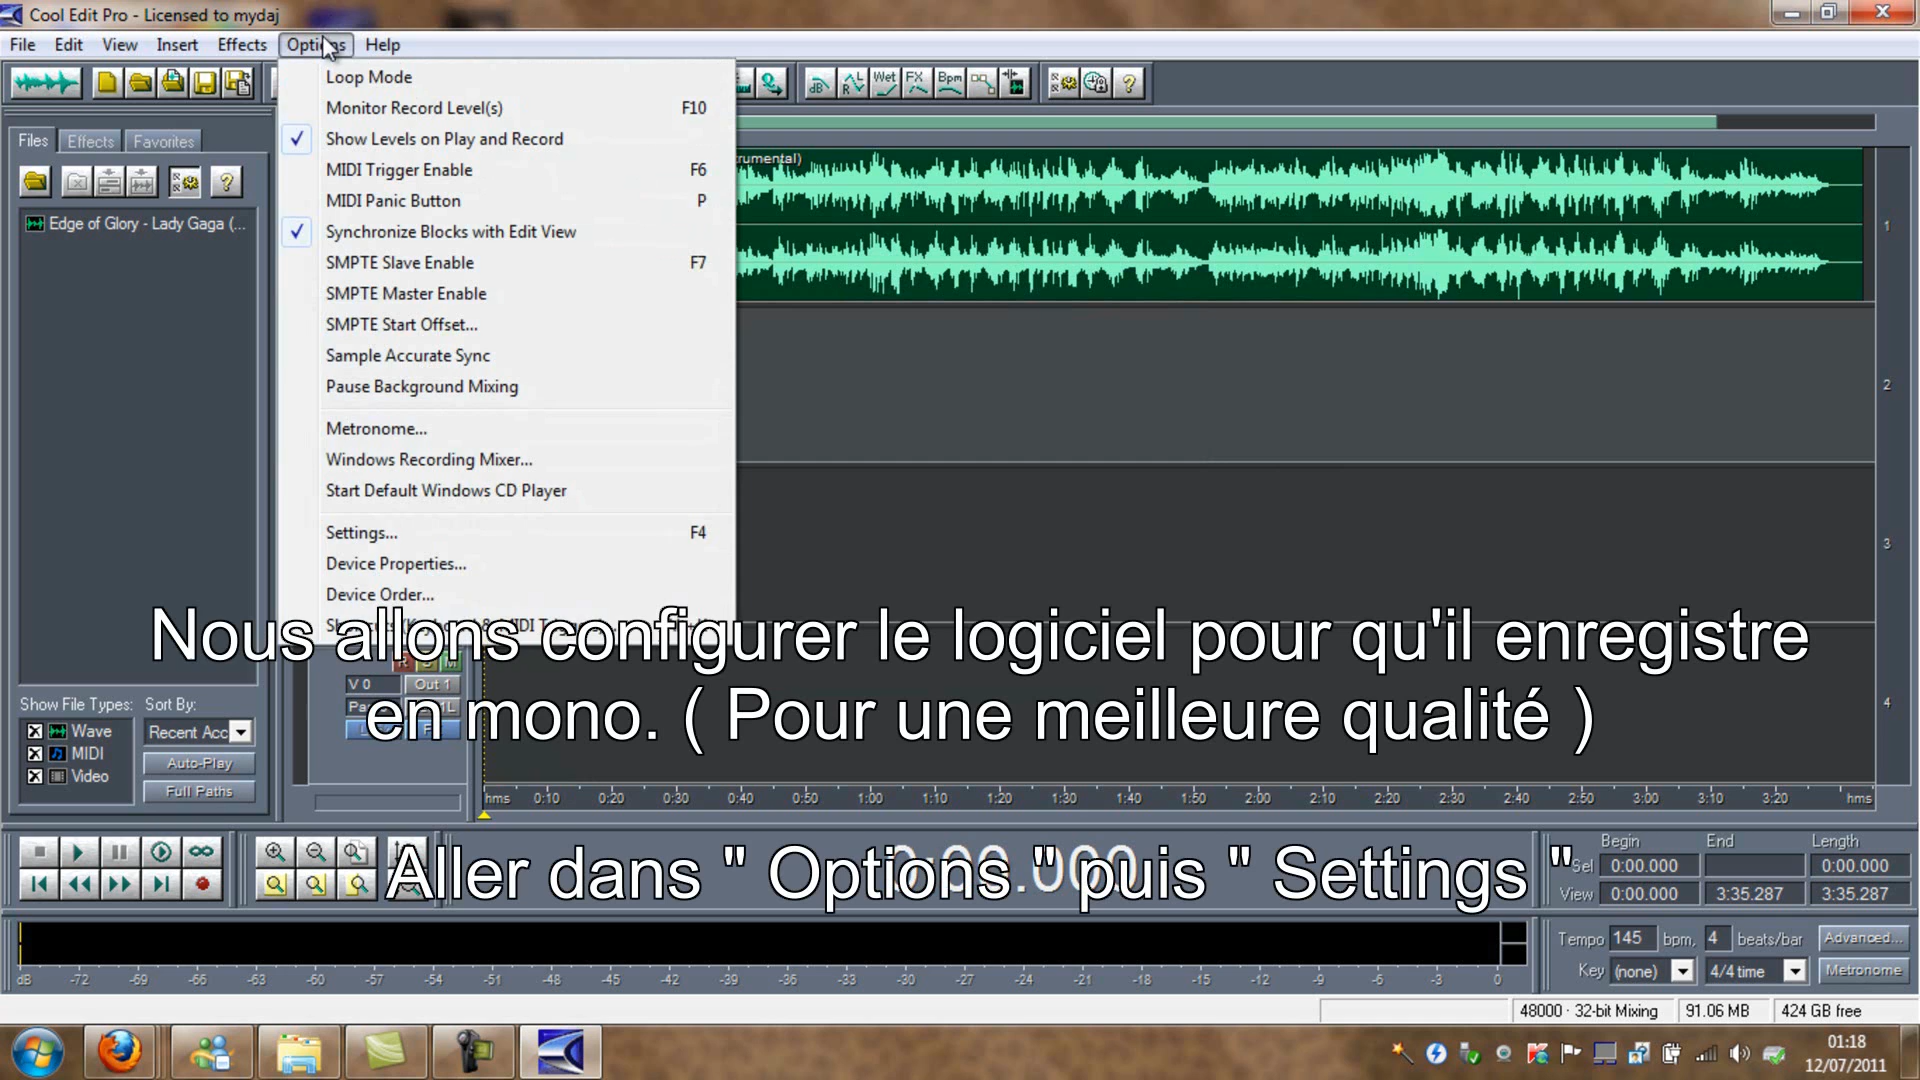 Cool Edit Pro - Licensed to mydaj
File Edit View Insert Effects Options Help
Loop Mode
Monitor Record Level(s) F10
Show Levels on Play and Record
MIDI Trigger Enable F6
MIDI Panic Button P
Synchronize Blocks with Edit View
SMPTE Slave Enable F7
SMPTE Master Enable
SMPTE Start Offset...
Sample Accurate Sync
Pause Background Mixing
Metronome...
Windows Recording Mixer...
Start Default Windows CD Player
Settings... F4
Device Properties...
Device Order...
Wet FX Bpm
Files Effects Favorites
Edge of Glory - Lady Gaga (...
rumental)
1
2
3
4
Nous allons configurer le logiciel pour qu'il enregistre
en mono. ( Pour une meilleure qualité )
V 0 Out 1
Show File Types: Sort By:
Wave Recent Acc
MIDI
Video
Auto-Play
Full Paths
hms 0:10 0:20 0:30 0:40 0:50 1:00 1:10 1:20 1:30 1:40 1:50 2:00 2:10 2:20 2:30 2:40 2:50 3:00 3:10 3:20 hms
Aller dans " Options " puis " Settings "
Begin End Length
Sel 0:00.000 0:00.000
View 0:00.000 3:35.287 3:35.287
dB -72 -69 -66 -63 -60 -57 -54 -51 -48 -45 -42 -39 -36 -33 -30 -27 -24 -21 -18 -15 -12 -9 -6 -3 0
Tempo 145 bpm, 4 beats/bar Advanced...
Key (none) 4/4 time Metronome
48000 · 32-bit Mixing 91.06 MB 424 GB free
01:18
12/07/2011